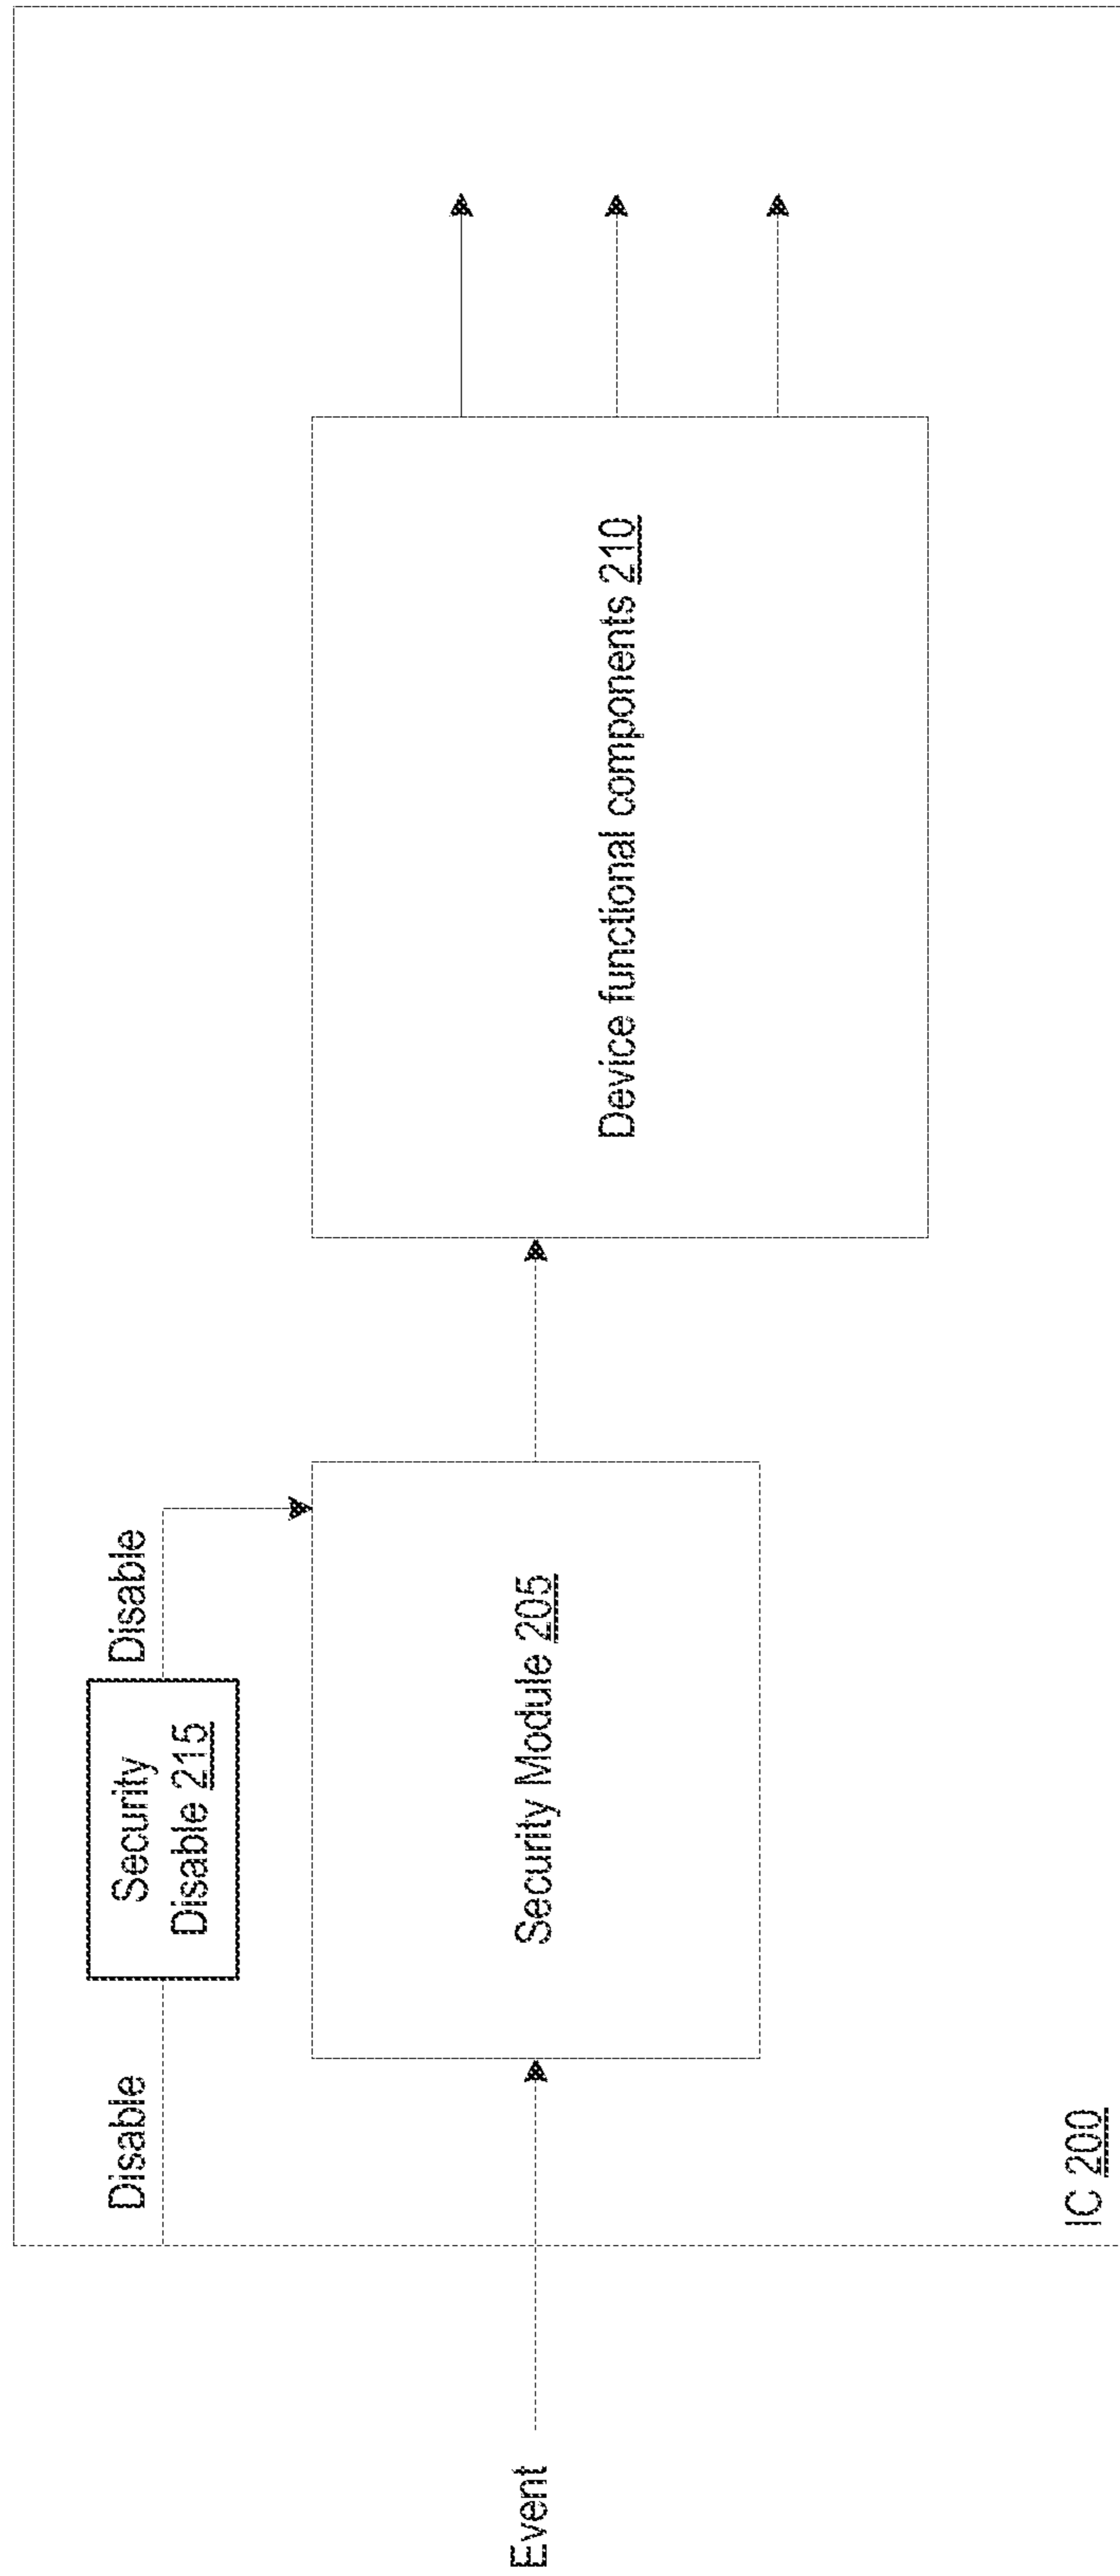 Disable
Security
Disable 215
Disable
Event
Security Module 205
Device functional components 210
IC 200